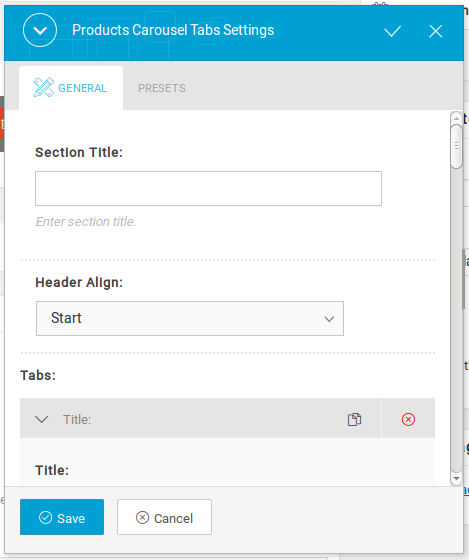 Products Carousel Tabs Settings
GENERAL
PRESETS
Section Title:
Enter section title.
Header Align:
Start
Tabs:
Title:
Title:
Save
Cancel